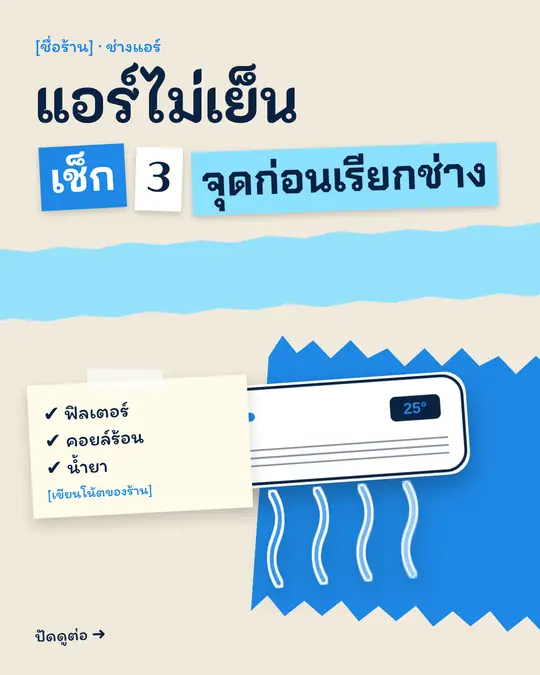 [ชื่อร้าน] · ช่างแอร์
แอร์ไม่เย็น
เช็ก 3 จุดก่อนเรียกช่าง
25°
✔ ฟิลเตอร์
✔ คอยล์ร้อน
✔ น้ำยา
[เขียนโน้ตของร้าน]
ปัดดูต่อ ➜